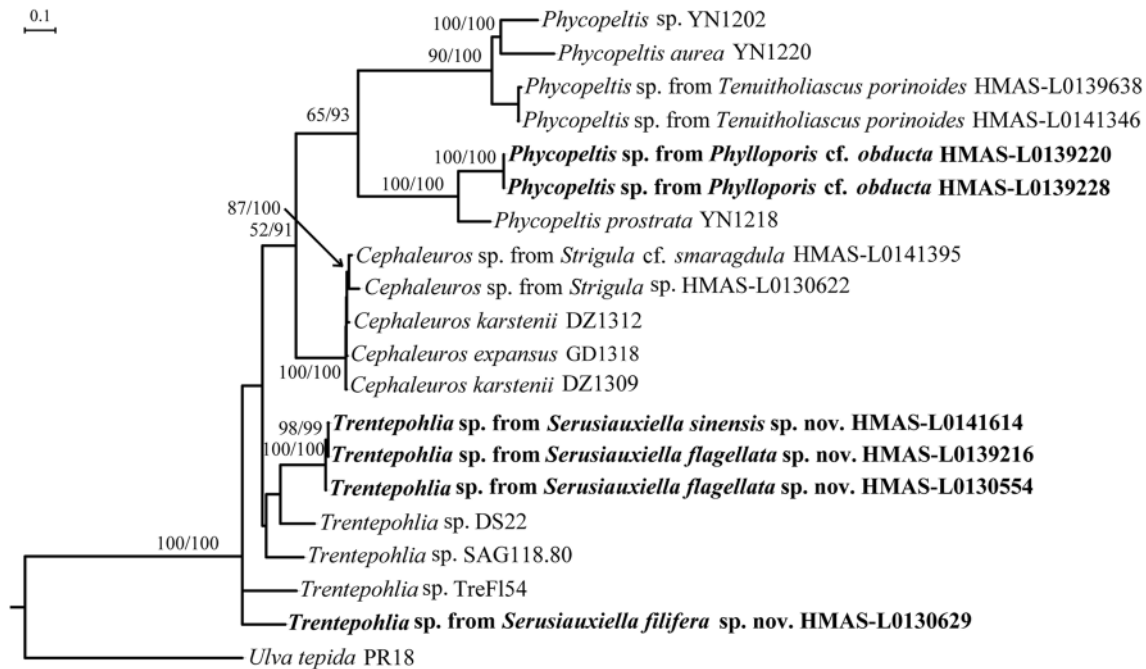 0.1
100/100
Phycopeltis sp. YN1202
Phycopeltis aurea YN1220
90/100
Phycopeltis sp. from Tenuitholiascus porinoides HMAS-L0139638
Phycopeltis sp. from Tenuitholiascus porinoides HMAS-L0141346
65/93
100/100
Phycopeltis sp. from Phylloporis cf. obducta HMAS-L0139220
Phycopeltis sp. from Phylloporis cf. obducta HMAS-L0139228
100/100
Phycopeltis prostrata YN1218
87/100
52/91
Cephaleuros sp. from Strigula cf. smaragdula HMAS-L0141395
Cephaleuros sp. from Strigula sp. HMAS-L0130622
Cephaleuros karstenii DZ1312
Cephaleuros expansus GD1318
100/100
Cephaleuros karstenii DZ1309
98/99
Trentepohlia sp. from Serusiauxiella sinensis sp. nov. HMAS-L0141614
100/100
Trentepohlia sp. from Serusiauxiella flagellata sp. nov. HMAS-L0139216
Trentepohlia sp. from Serusiauxiella flagellata sp. nov. HMAS-L0130554
Trentepohlia sp. DS22
100/100
Trentepohlia sp. SAG118.80
Trentepohlia sp. TreFl54
Trentepohlia sp. from Serusiauxiella filifera sp. nov. HMAS-L0130629
Ulva tepida PR18